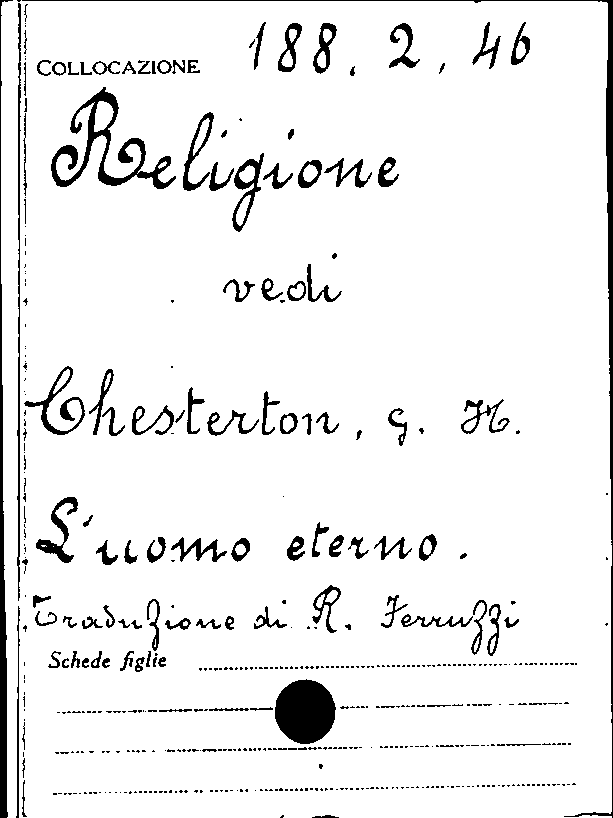 COLLOCAZIONE 188. 2, 46
Religione
vedi
Chesterton, G. H.
L'uomo eterno.
Traduzione di R. Ferruzzi
Schede figlie